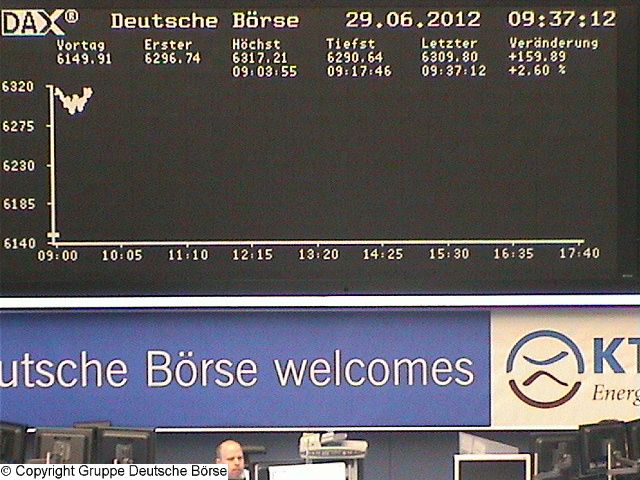 DAX® Deutsche Börse 29.06.2012 09:37:12
Vortag Erster Höchst Tiefst Letzter Veränderung
6149.91 6296.74 6317.21 6290.64 6309.80 +159.89
09:03:55 09:17:46 09:37:12 +2.60 %
6320
6275
6230
6185
6140
09:00 10:05 11:10 12:15 13:20 14:25 15:30 16:35 17:40
utsche Börse welcomes KT
Energ
© Copyright Gruppe Deutsche Börse